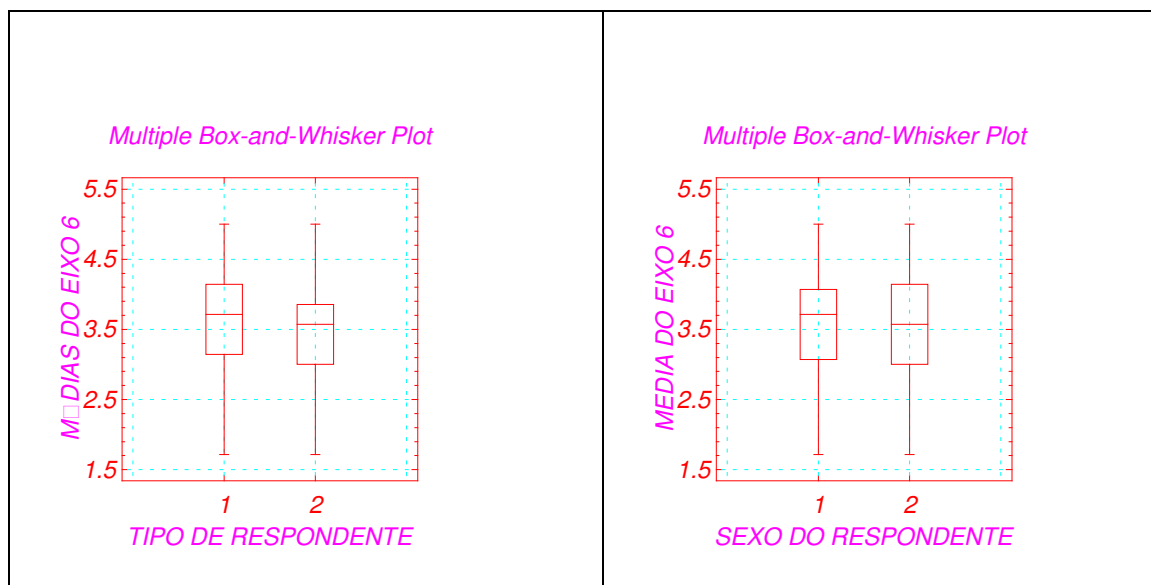 Multiple Box-and-Whisker Plot
5.5
4.5
3.5
2.5
1.5
M□DIAS DO EIXO 6
1 2
TIPO DE RESPONDENTE
Multiple Box-and-Whisker Plot
5.5
4.5
3.5
2.5
1.5
MEDIA DO EIXO 6
1 2
SEXO DO RESPONDENTE